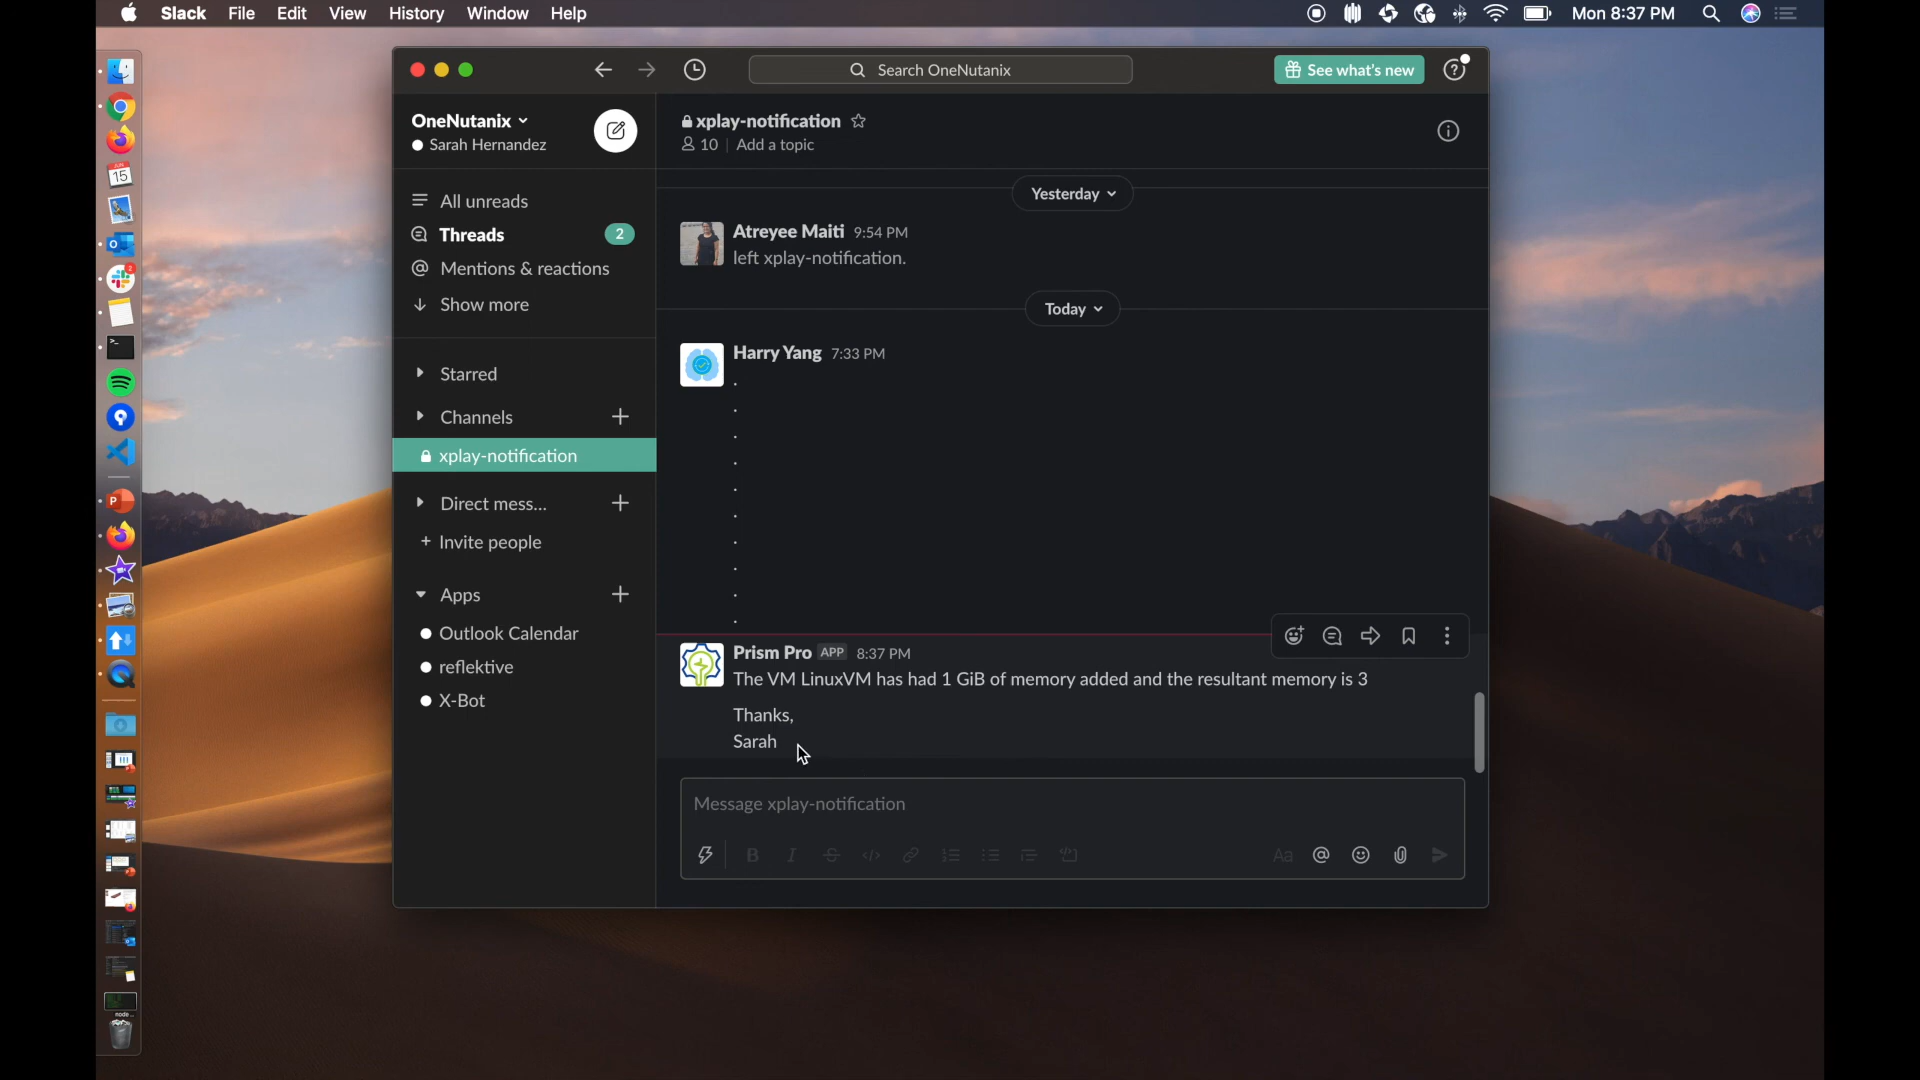 Slack File Edit View History Window Help Mon 8:37 PM
Search OneNutanix See what's new
OneNutanix
Sarah Hernandez
All unreads
Threads 2
Mentions & reactions
Show more
Starred
Channels
xplay-notification
Direct mess...
+ Invite people
Apps
Outlook Calendar
reflektive
X-Bot
xplay-notification
10 Add a topic
Yesterday
Atreyee Maiti 9:54 PM
left xplay-notification.
Today
Harry Yang 7:33 PM
.
.
.
.
.
.
.
.
.
.
Prism Pro APP 8:37 PM
The VM LinuxVM has had 1 GiB of memory added and the resultant memory is 3
Thanks,
Sarah
Message xplay-notification
B I S Aa @
15